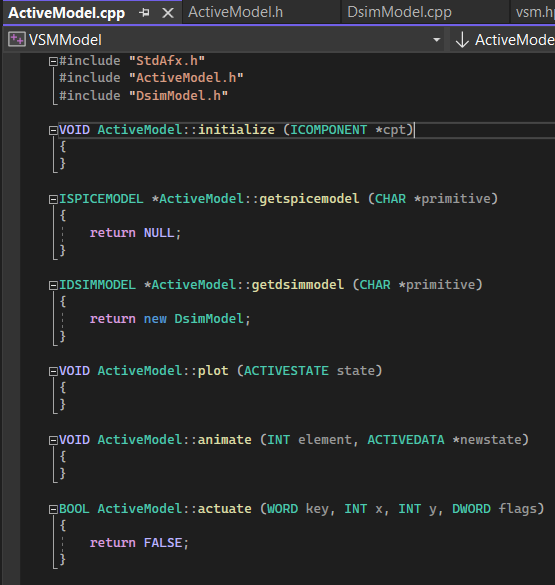 ActiveModel.cpp ActiveModel.h DsimModel.cpp vsm.h
VSMModel ActiveMode
#include "StdAfx.h"
#include "ActiveModel.h"
#include "DsimModel.h"
VOID ActiveModel::initialize (ICOMPONENT *cpt)
{
}
ISPICEMODEL *ActiveModel::getspicemodel (CHAR *primitive)
{
return NULL;
}
IDSIMMODEL *ActiveModel::getdsimmodel (CHAR *primitive)
{
return new DsimModel;
}
VOID ActiveModel::plot (ACTIVESTATE state)
{
}
VOID ActiveModel::animate (INT element, ACTIVEDATA *newstate)
{
}
BOOL ActiveModel::actuate (WORD key, INT x, INT y, DWORD flags)
{
return FALSE;
}